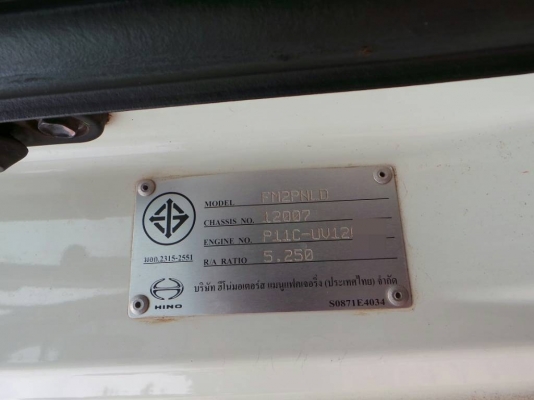 MODEL FM2PNLD
CHASSIS NO. 12007
ENGINE NO. P11C-UV12I
R/A RATIO 5.250
มอก.2315-2551
HINO
บริษัท ฮีโน่มอเตอร์ส แมนูแฟคเจอริ่ง (ประเทศไทย) จำกัด
S0871E4034